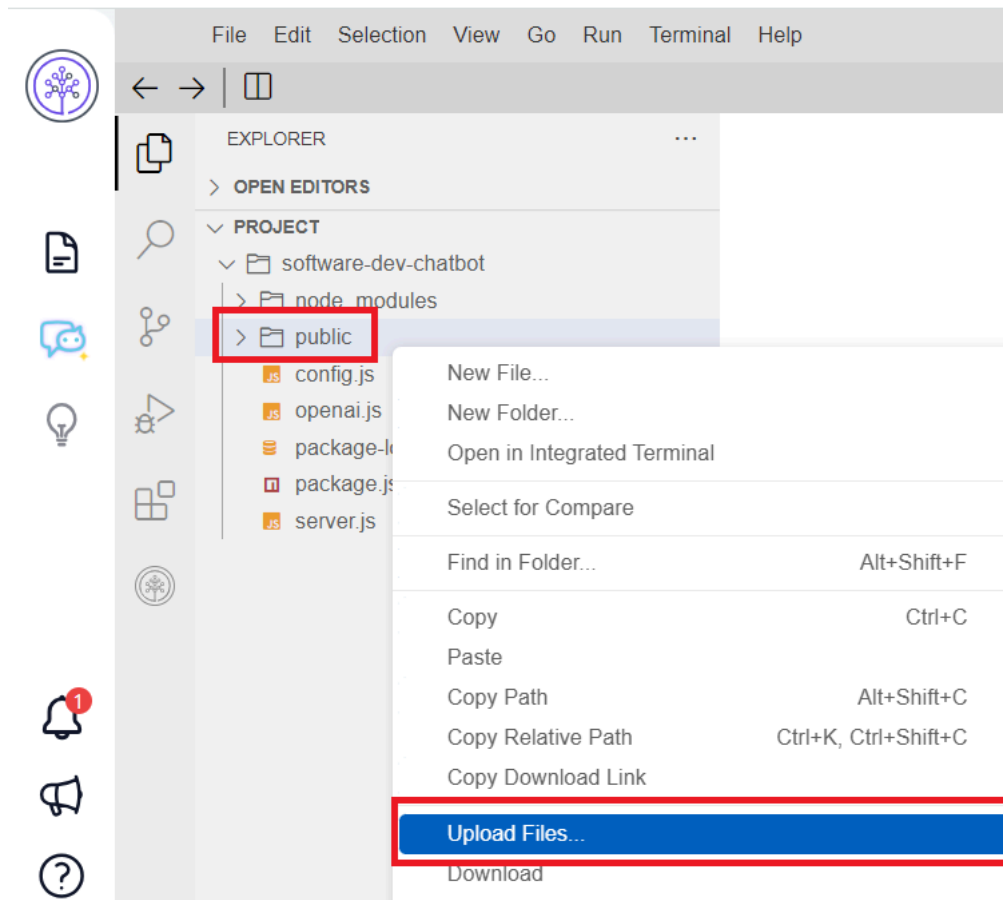 File Edit Selection View Go Run Terminal Help
EXPLORER ...
OPEN EDITORS
PROJECT
software-dev-chatbot
node_modules
public
config.js
openai.js
package-l
package.js
server.js
New File...
New Folder...
Open in Integrated Terminal
Select for Compare
Find in Folder... Alt+Shift+F
Copy Ctrl+C
Paste
Copy Path Alt+Shift+C
Copy Relative Path Ctrl+K, Ctrl+Shift+C
Copy Download Link
Upload Files...
Download
1